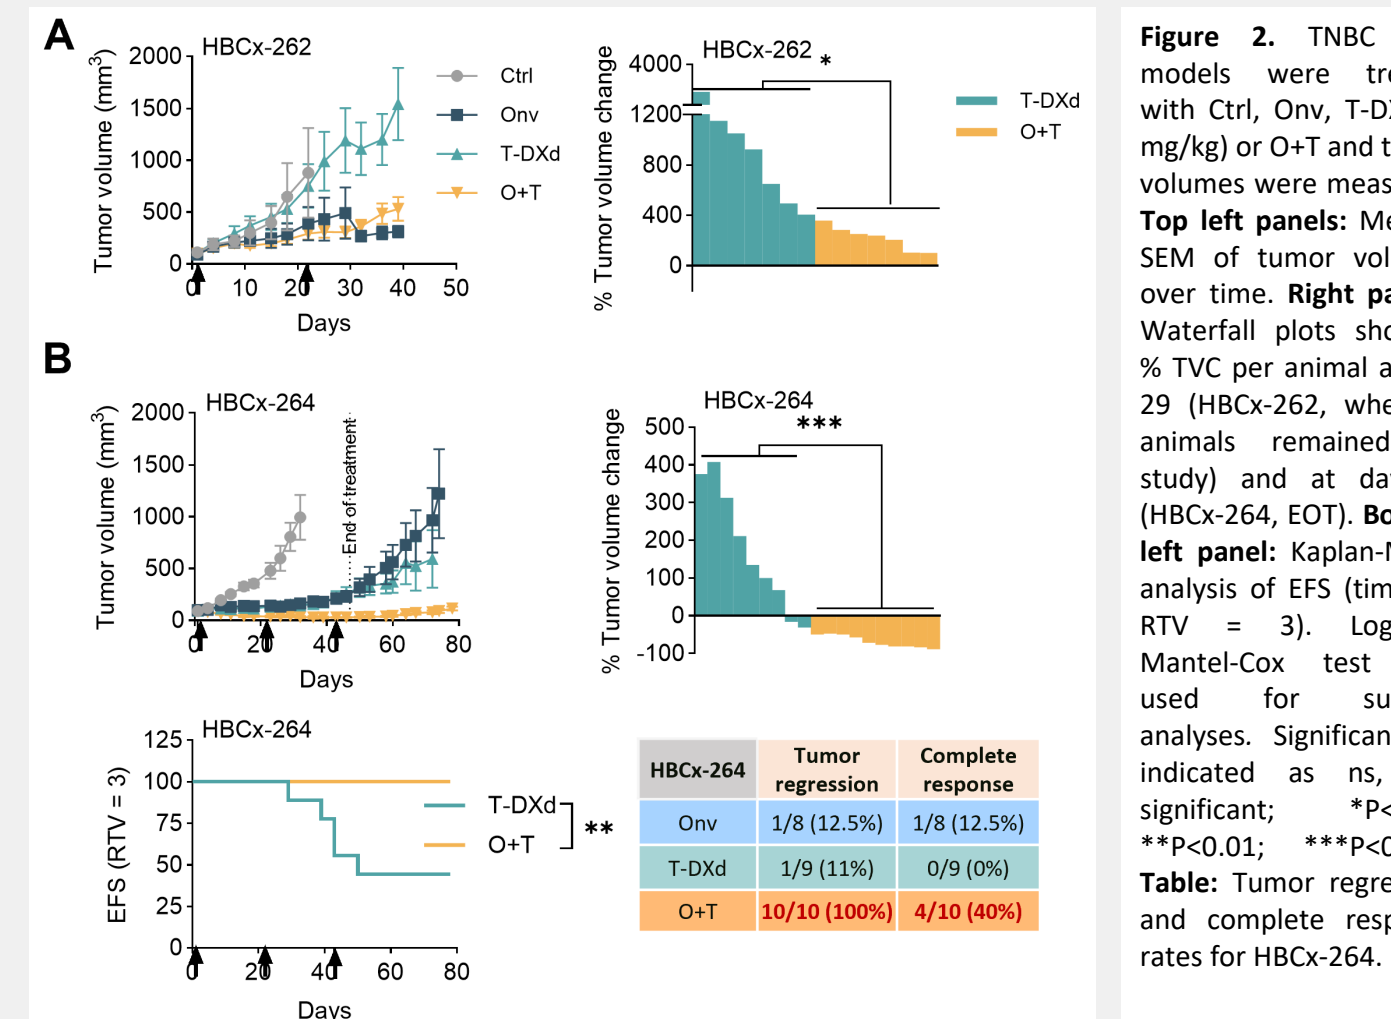 A
HBCx-262
Tumor volume (mm3)
2000
1500
1000
500
0
0 10 20 30 40 50
Days
Ctrl
Onv
T-DXd
O+T
HBCx-262
*
% Tumor volume change
4000
1200
800
400
0
T-DXd
O+T
B
HBCx-264
Tumor volume (mm3)
2000
1500
1000
500
0
End of treatment
0 20 40 60 80
Days
HBCx-264
***
% Tumor volume change
500
400
300
200
100
0
-100
HBCx-264
EFS (RTV = 3)
125
100
75
50
25
0
0 20 40 60 80
Days
T-DXd
O+T
**
HBCx-264 Tumor regression Complete response
Onv 1/8 (12.5%) 1/8 (12.5%)
T-DXd 1/9 (11%) 0/9 (0%)
O+T 10/10 (100%) 4/10 (40%)
Figure 2. TNBC
models were tre
with Ctrl, Onv, T-DX
mg/kg) or O+T and t
volumes were meas
Top left panels: Me
SEM of tumor vol
over time. Right pa
Waterfall plots sho
% TVC per animal a
29 (HBCx-262, whe
animals remained
study) and at da
(HBCx-264, EOT). Bo
left panel: Kaplan-M
analysis of EFS (tim
RTV = 3). Log
Mantel-Cox test
used for su
analyses. Significan
indicated as ns,
significant; *P<
**P<0.01; ***P<0
Table: Tumor regre
and complete resp
rates for HBCx-264.